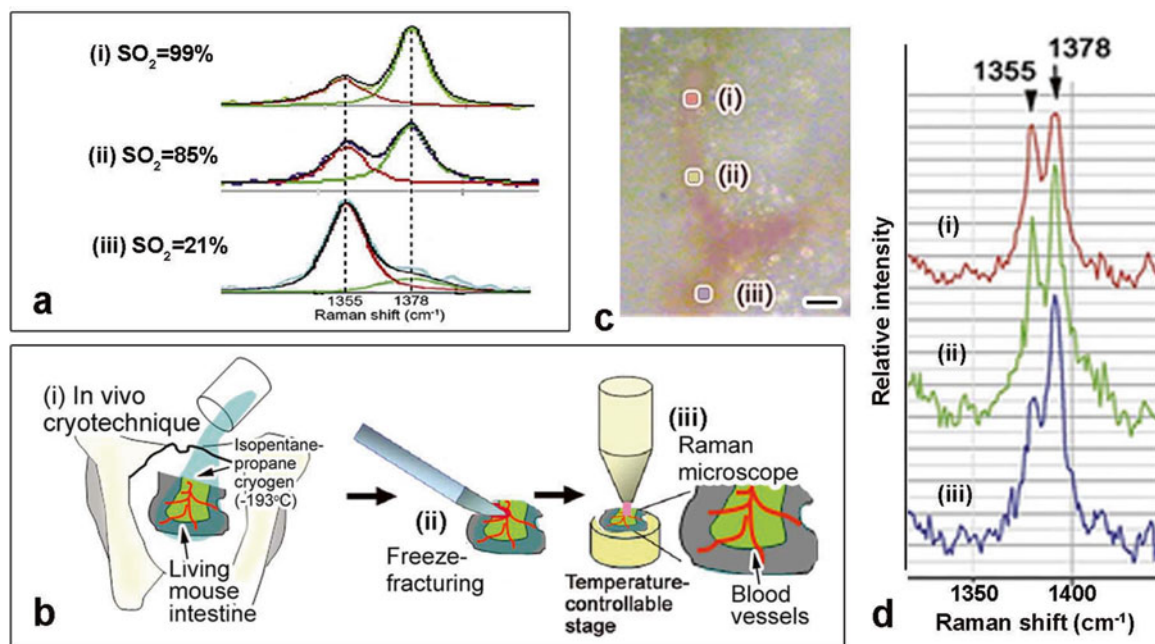 (i) SO₂=99%
(ii) SO₂=85%
(iii) SO₂=21%
1355 1378
Raman shift (cm⁻¹)
a
(i) In vivo
cryotechnique
Isopentane-
propane
cryogen
(-193°C)
Living
mouse
intestine
(ii)
Freeze-
fracturing
(iii)
Raman
microscope
Temperature-
controllable
stage
Blood
vessels
b
(i)
(ii)
(iii)
c
1355
1378
Relative intensity
(i)
(ii)
(iii)
1350 1400
Raman shift (cm⁻¹)
d